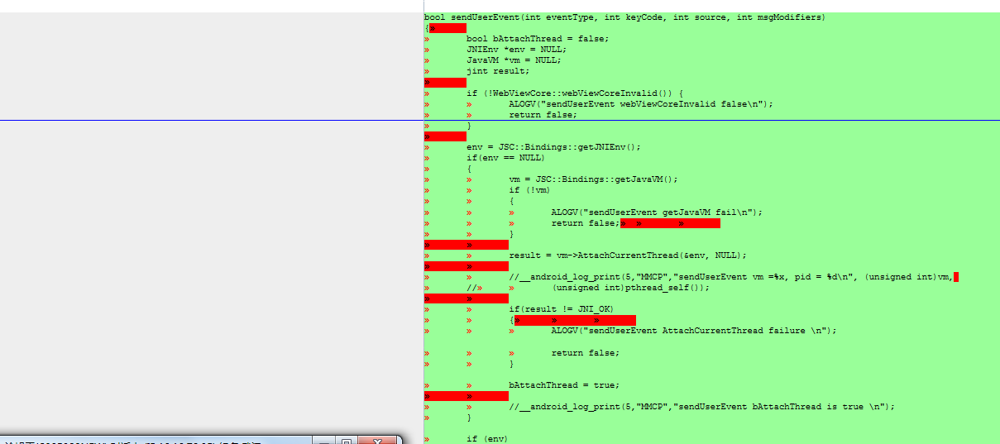 bool sendUserEvent(int eventType, int keyCode, int source, int msgModifiers)
{»
» bool bAttachThread = false;
» JNIEnv *env = NULL;
» JavaVM *vm = NULL;
» jint result;
»
» if (!WebViewCore::webViewCoreInvalid()) {
» » ALOGV("sendUserEvent webViewCoreInvalid false\n");
» » return false;
» }
»
» env = JSC::Bindings::getJNIEnv();
» if(env == NULL)
» {
» » vm = JSC::Bindings::getJavaVM();
» » if (!vm)
» » {
» » » ALOGV("sendUserEvent getJavaVM fail\n");
» » » return false;» » »
» » }
» »
» » result = vm->AttachCurrentThread(&env, NULL);
» »
» » //__android_log_print(5,"MMCP","sendUserEvent vm =%x, pid = %d\n", (unsigned int)vm,
» //» » (unsigned int)pthread_self());
» »
» » if(result != JNI_OK)
» » {» » »
» » » ALOGV("sendUserEvent AttachCurrentThread failure \n");
» » » return false;
» » }
» » bAttachThread = true;
» »
» » //__android_log_print(5,"MMCP","sendUserEvent bAttachThread is true \n");
» }
» if (env)